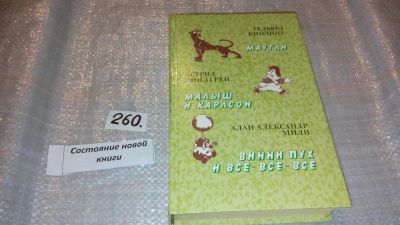 РЕДЬЯРД КИПЛИНГ
МАУГЛИ
АСТРИД ЛИНДГРЕН
МАЛЫШ
И КАРЛСОН
АЛАН АЛЕКСАНДР
МИЛН
ВИННИ ПУХ
И ВСЕ-ВСЕ-ВСЕ
260.
Состояние новой
книги